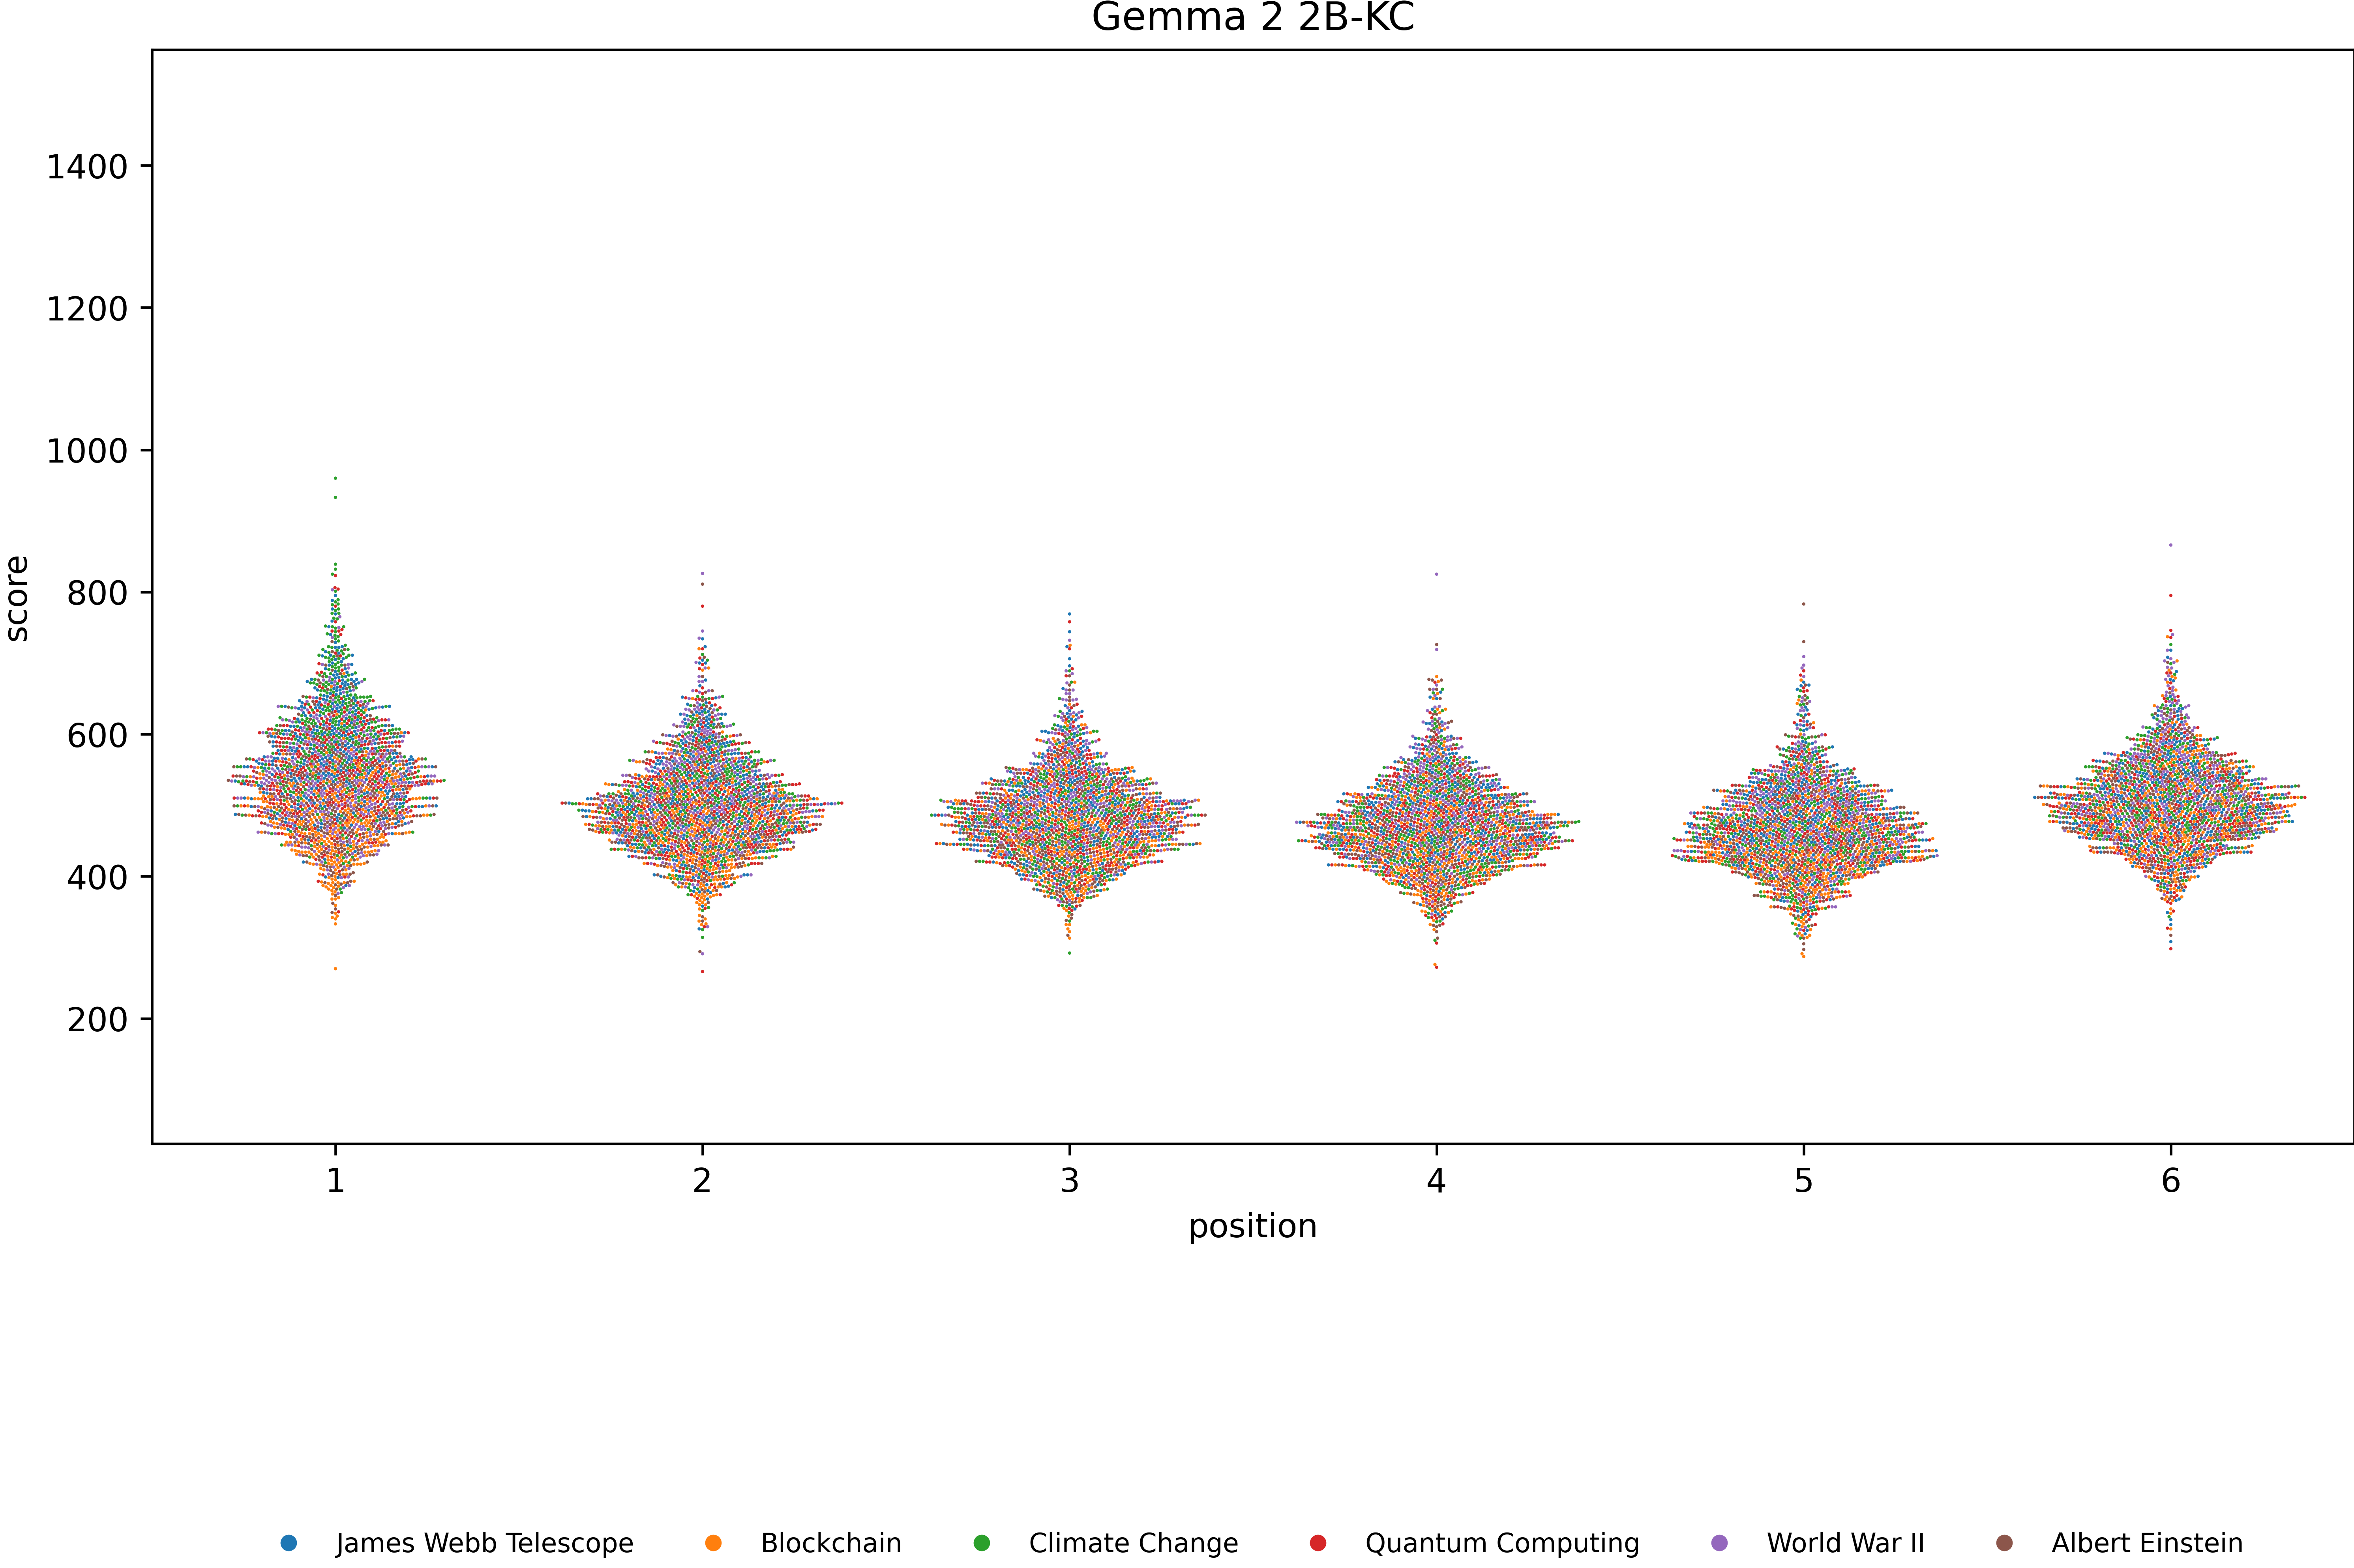 Gemma 2 2B-KC
1400
1200
1000
800
600
400
200
score
1 2 3 4 5 6
position
James Webb Telescope Blockchain Climate Change Quantum Computing World War II Albert Einstein